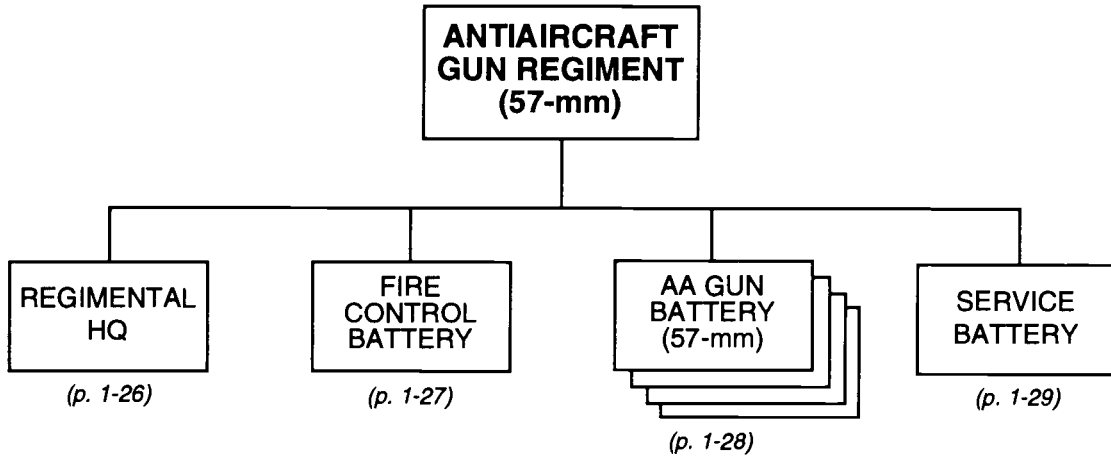 ANTIAIRCRAFT
GUN REGIMENT
(57-mm)
REGIMENTAL
HQ
(p. 1-26)
FIRE
CONTROL
BATTERY
(p. 1-27)
AA GUN
BATTERY
(57-mm)
(p. 1-28)
SERVICE
BATTERY
(p. 1-29)